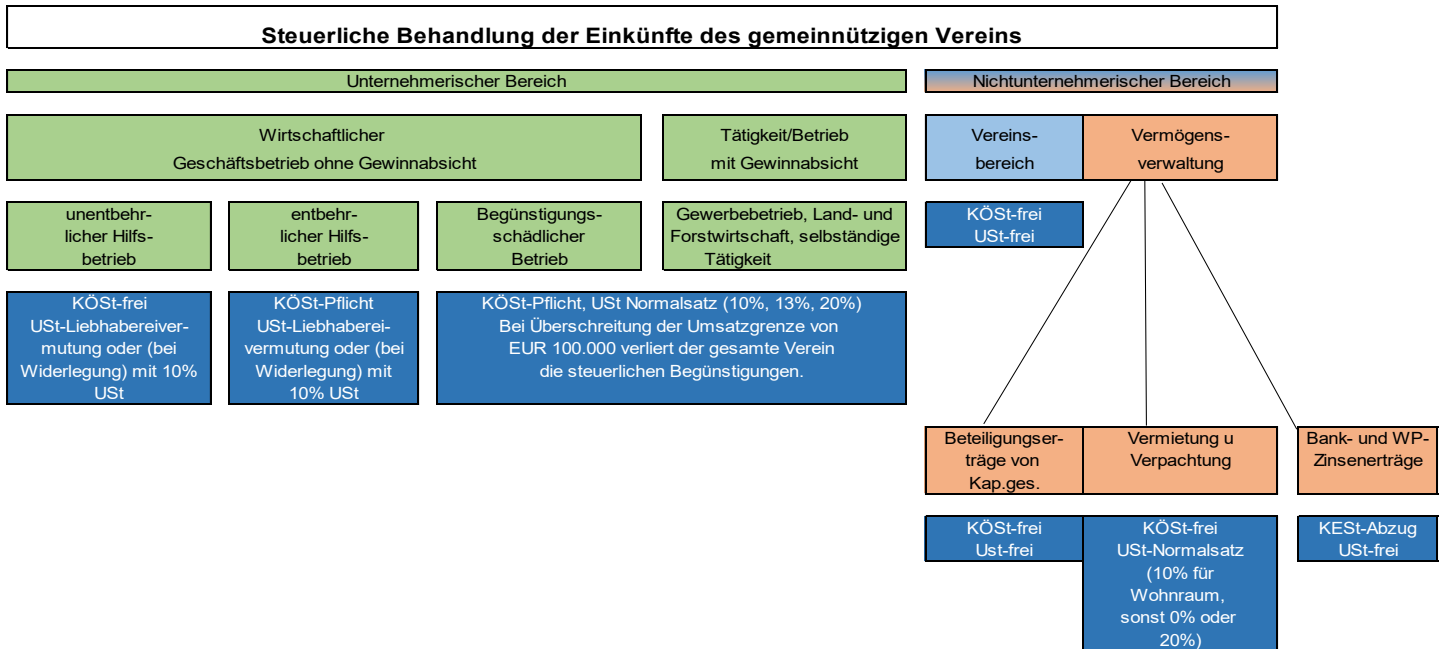 Steuerliche Behandlung der Einkünfte des gemeinnützigen Vereins
Unternehmerischer Bereich
Nichtunternehmerischer Bereich
Wirtschaftlicher
Geschäftsbetrieb ohne Gewinnabsicht
Tätigkeit/Betrieb
mit Gewinnabsicht
Vereins-
bereich
Vermögens-
verwaltung
unentbehr-
licher Hilfs-
betrieb
entbehr-
licher Hilfs-
betrieb
Begünstigungs-
schädlicher
Betrieb
Gewerbebetrieb, Land- und
Forstwirtschaft, selbständige
Tätigkeit
KÖSt-frei
USt-frei
KÖSt-frei
USt-Liebhabereiver-
mutung oder (bei
Widerlegung) mit 10%
USt
KÖSt-Pflicht
USt-Liebhaberei-
vermutung oder (bei
Widerlegung) mit
10% USt
KÖSt-Pflicht, USt Normalsatz (10%, 13%, 20%)
Bei Überschreitung der Umsatzgrenze von
EUR 100.000 verliert der gesamte Verein
die steuerlichen Begünstigungen.
Beteiligungser-
träge von
Kap.ges.
Vermietung u
Verpachtung
Bank- und WP-
Zinsenerträge
KÖSt-frei
Ust-frei
KÖSt-frei
USt-Normalsatz
(10% für
Wohnraum,
sonst 0% oder
20%)
KESt-Abzug
USt-frei